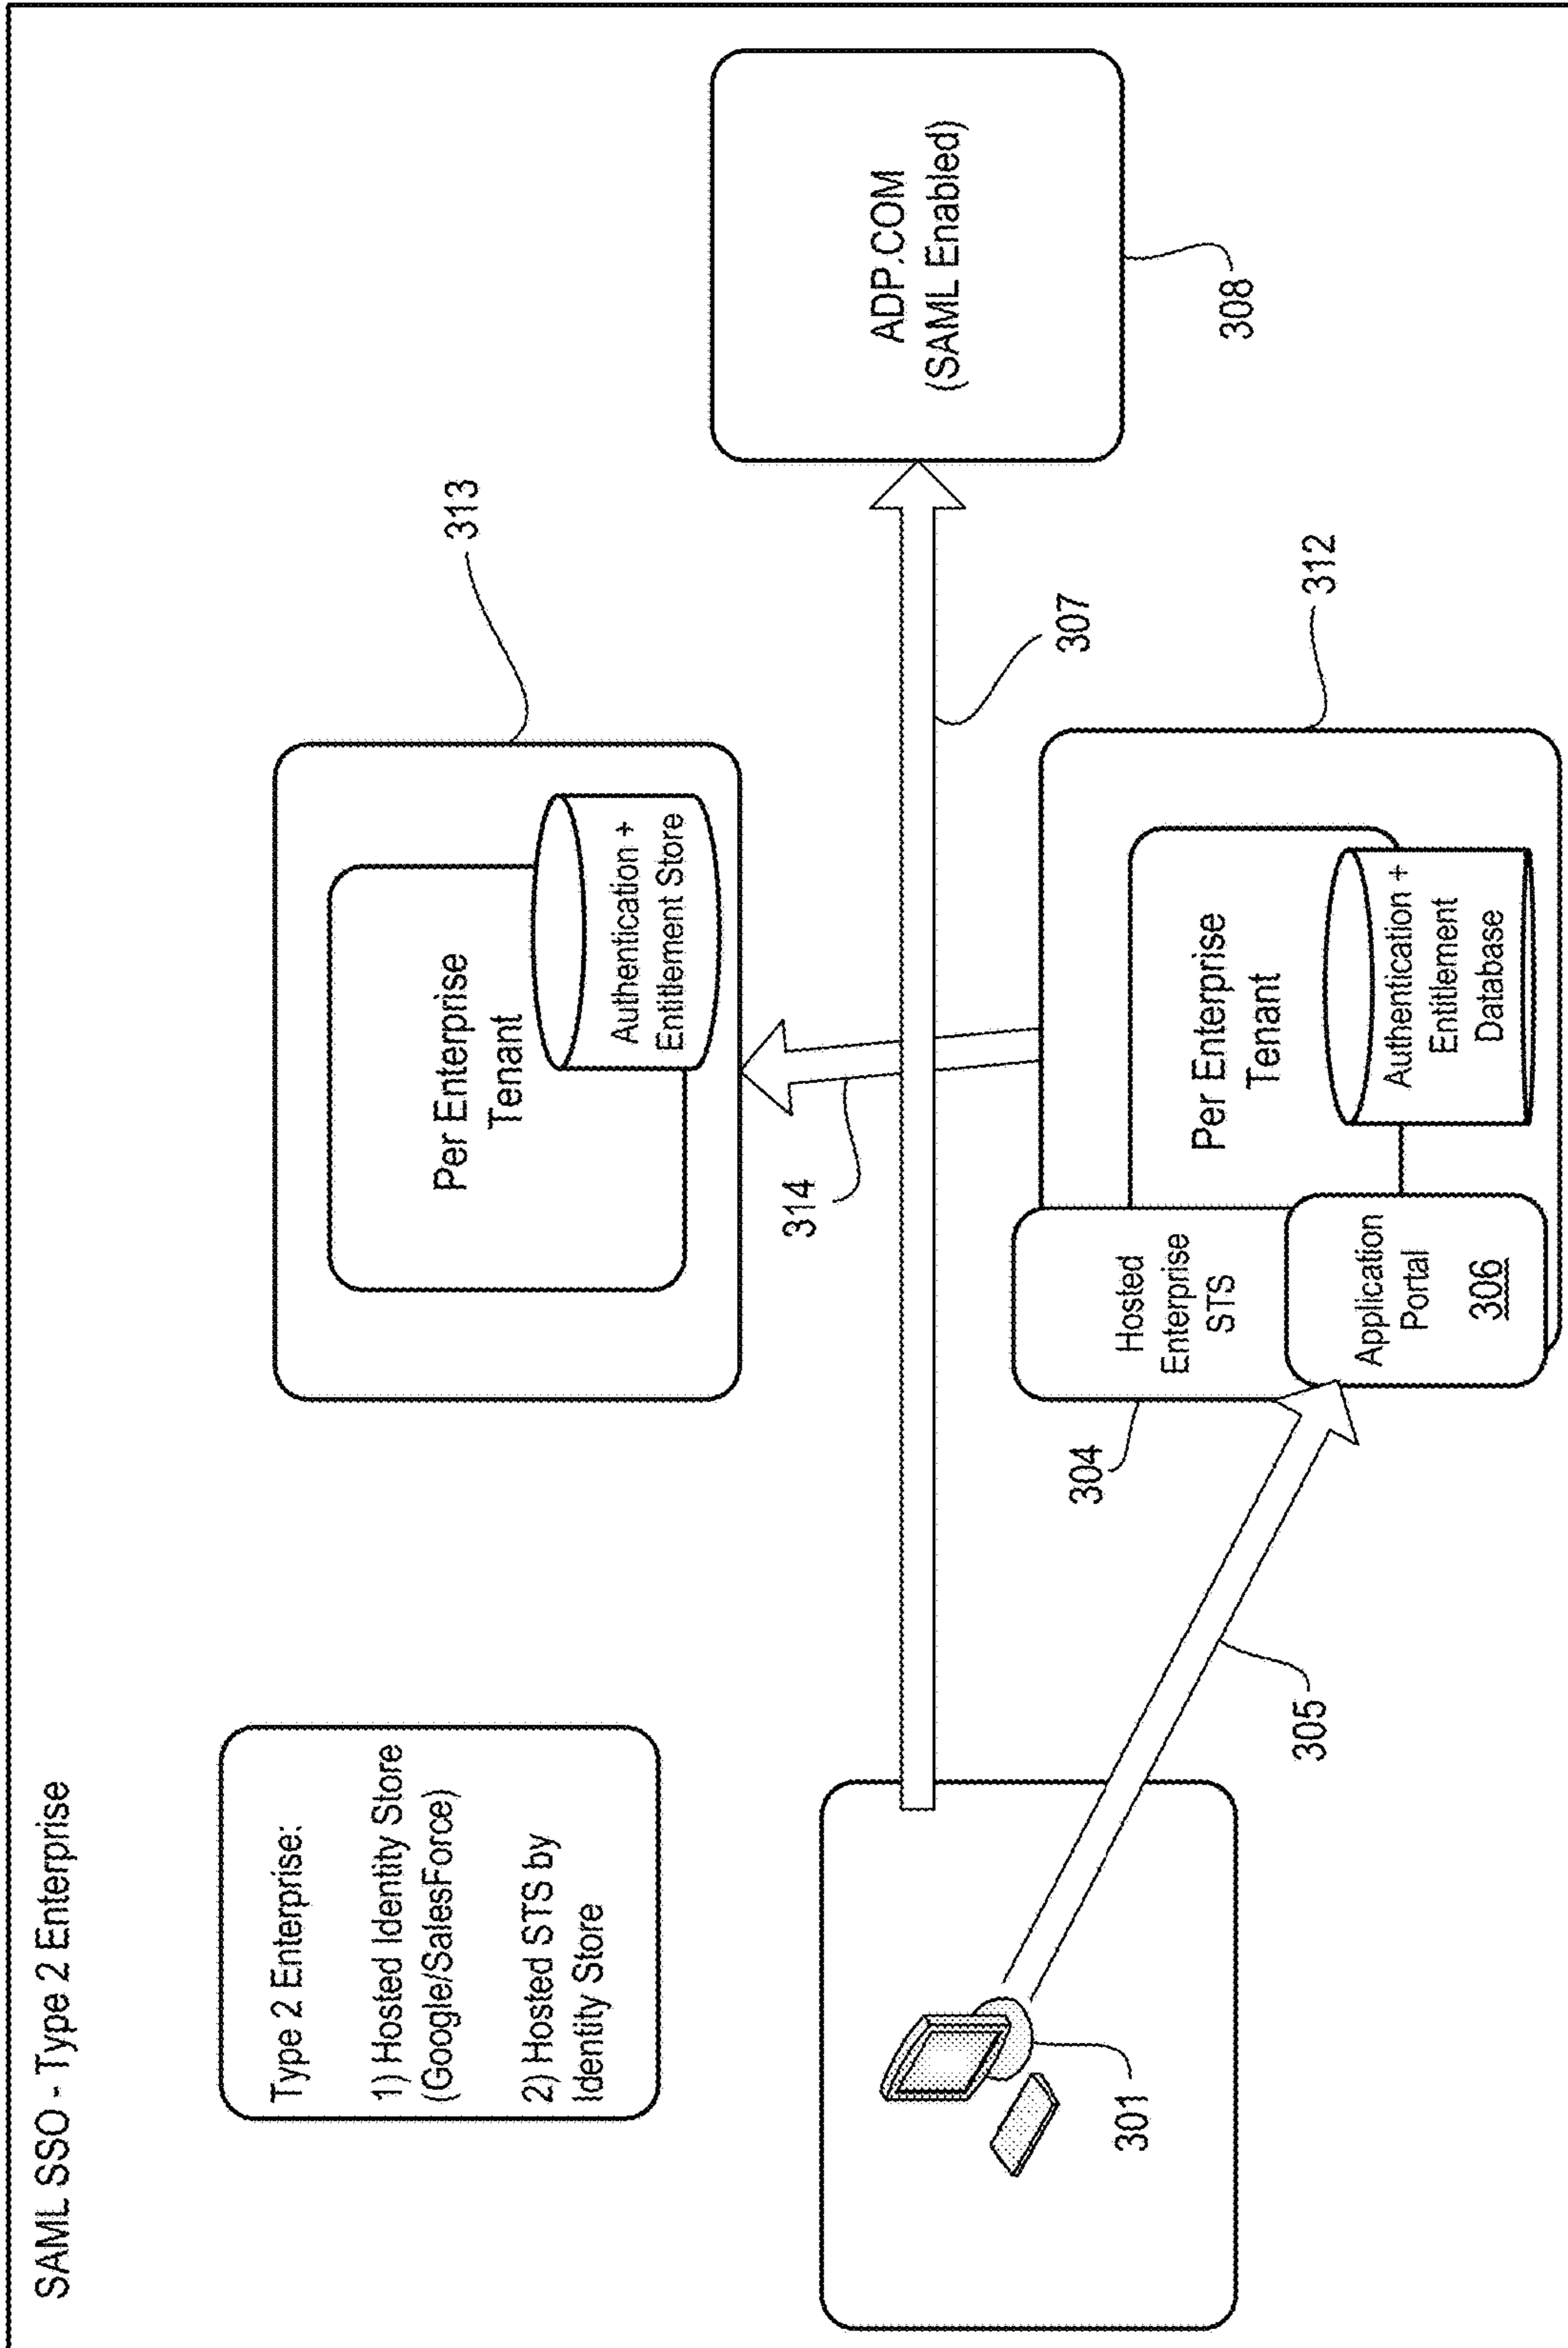 SAML SSO - Type 2 Enterprise
Type 2 Enterprise:
1) Hosted Identity Store
(Google/SalesForce)
2) Hosted STS by
Identity Store
Per Enterprise
Tenant
Authentication +
Entitlement Store
313
314
ADP.COM
(SAML Enabled)
308
307
301
305
304
Hosted
Enterprise
STS
Application
Portal
306
Per Enterprise
Tenant
Authentication +
Entitlement
Database
312